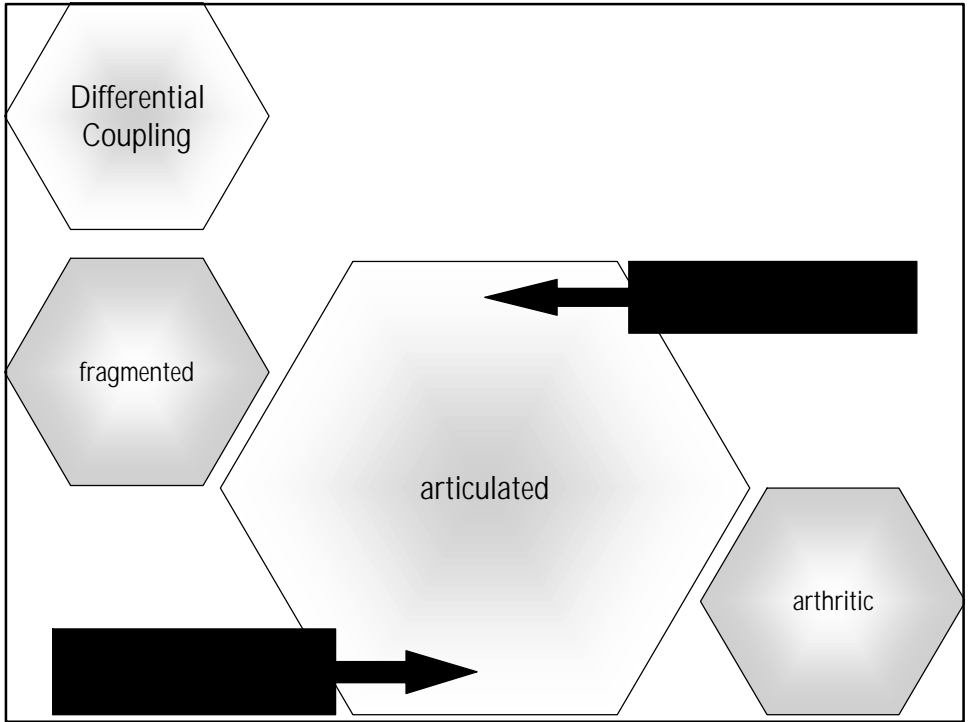 Differential
Coupling
fragmented
articulated
arthritic